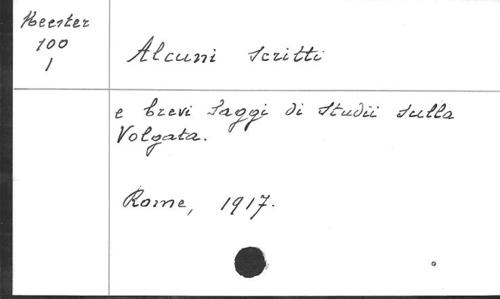 Heester
100
1
Alcuni scritti
e brevi saggi di studii sulla
Volgata.
Rome, 1917.